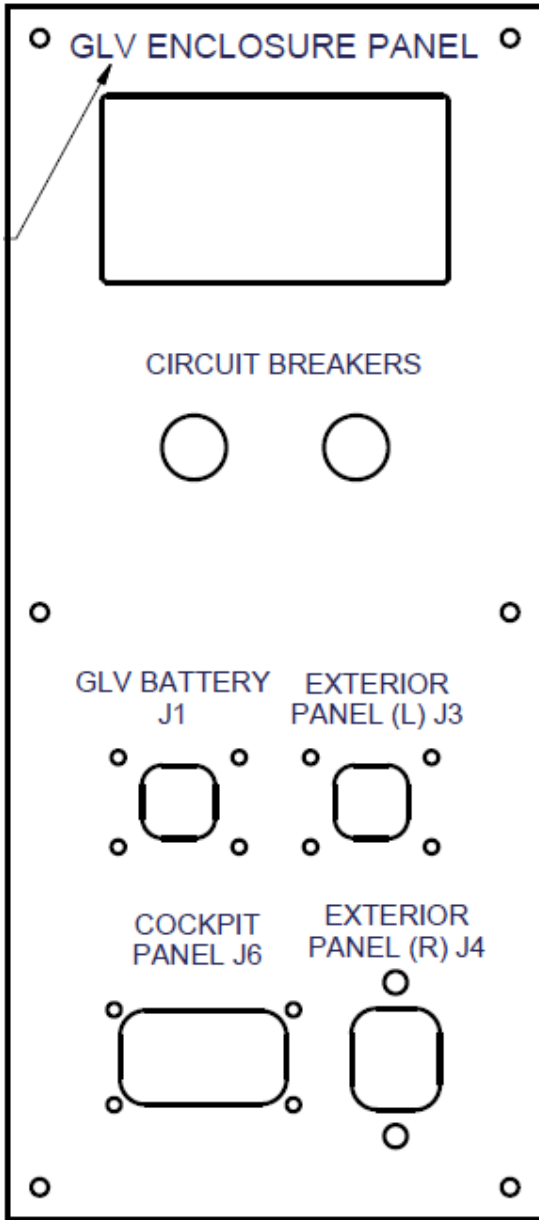 GLV ENCLOSURE PANEL
CIRCUIT BREAKERS
GLV BATTERY
J1
EXTERIOR
PANEL (L) J3
COCKPIT
PANEL J6
EXTERIOR
PANEL (R) J4